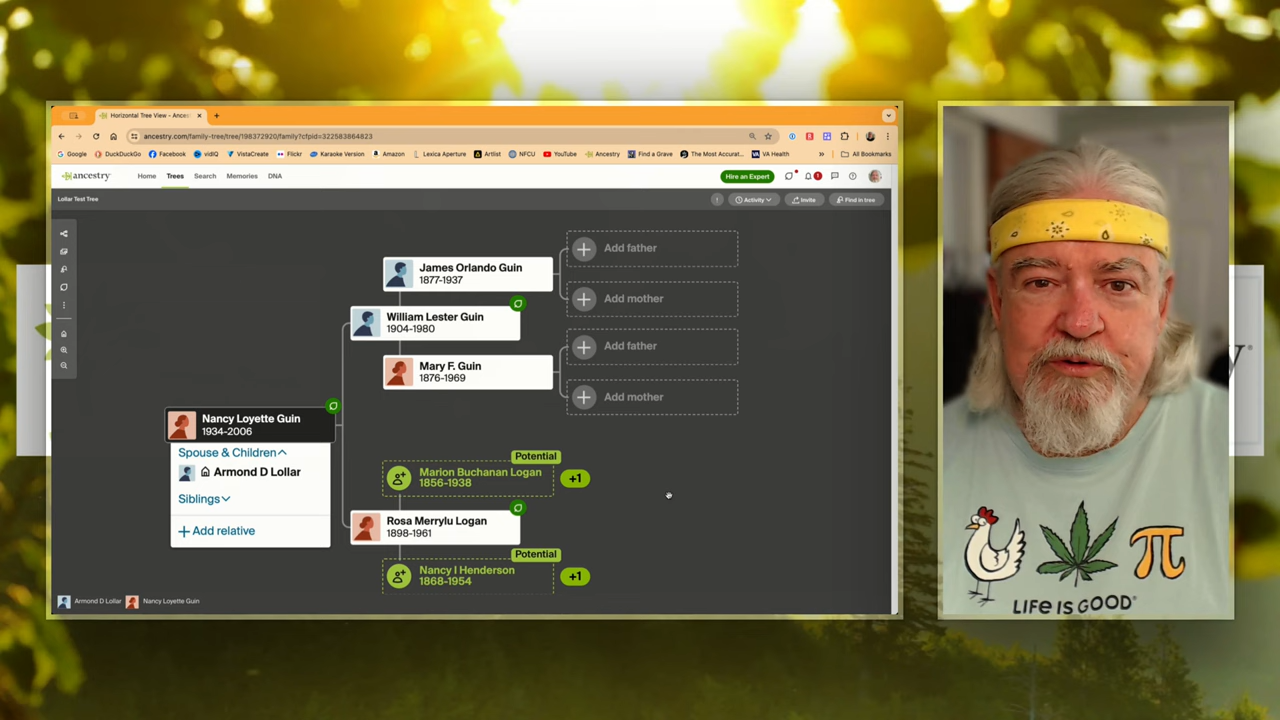 Horizontal Tree View - Ances
ancestry.com/family-tree/tree/198372920/family?cfpid=322583864823
Google DuckDuckGo Facebook vidIQ VistaCreate Flickr Karaoke Version Amazon Lexica Aperture Artlist NFCU YouTube Ancestry Find a Grave The Most Accurat... VA Health » All Bookmarks
ancestry Home Trees Search Memories DNA Hire an Expert 1
Lollar Test Tree Activity Invite Find in tree
James Orlando Guin
1877-1937
Add father
Add mother
William Lester Guin
1904-1980
Mary F. Guin
1876-1969
Add father
Add mother
Nancy Loyette Guin
1934-2006
Spouse & Children
Armond D Lollar
Siblings
+ Add relative
Potential
Marion Buchanan Logan
1856-1938
+1
Rosa Merrylu Logan
1898-1961
Potential
Nancy I Henderson
1868-1954
+1
Armond D Lollar Nancy Loyette Guin
y®
π
LIFE IS GOOD®